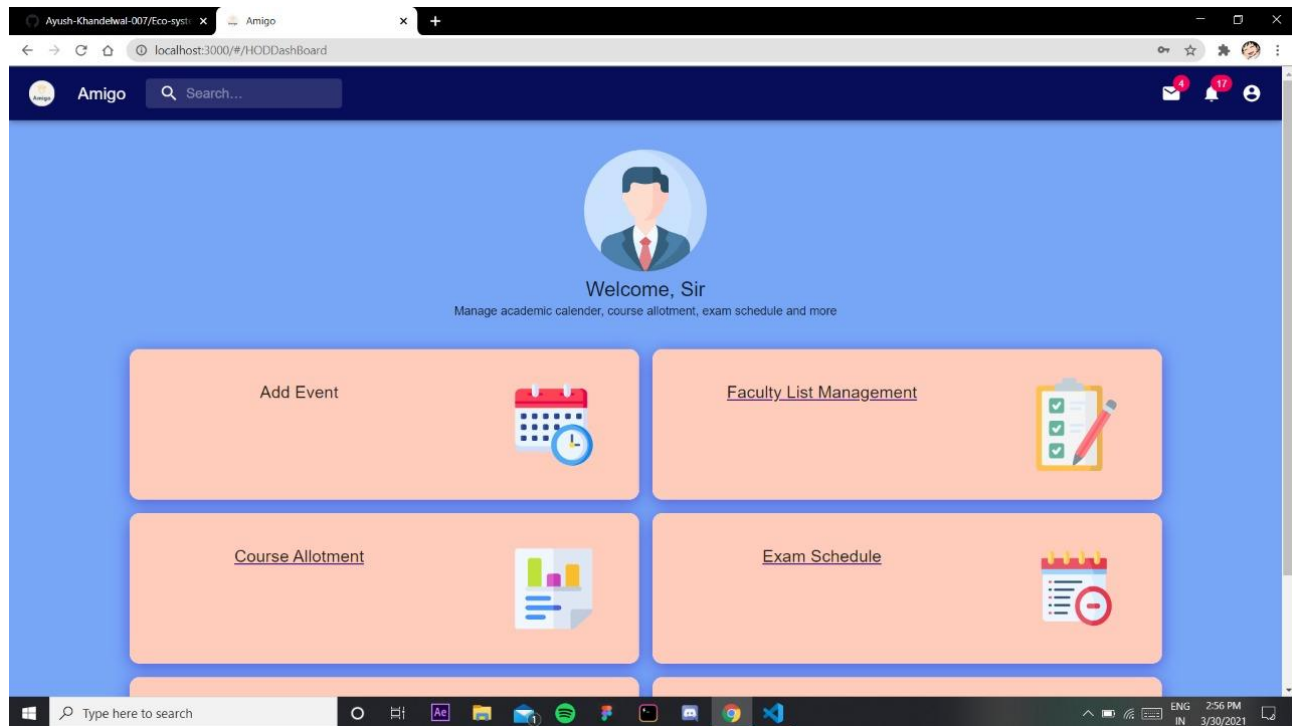 Ayush-Khandelwal-007/Eco-syst
Amigo
localhost:3000/#/HODDashBoard
Amigo
Search...
4
17
Welcome, Sir
Manage academic calender, course allotment, exam schedule and more
Add Event
Faculty List Management
Course Allotment
Exam Schedule
Type here to search
Ae
1
ENG
2:56 PM
IN
3/30/2021